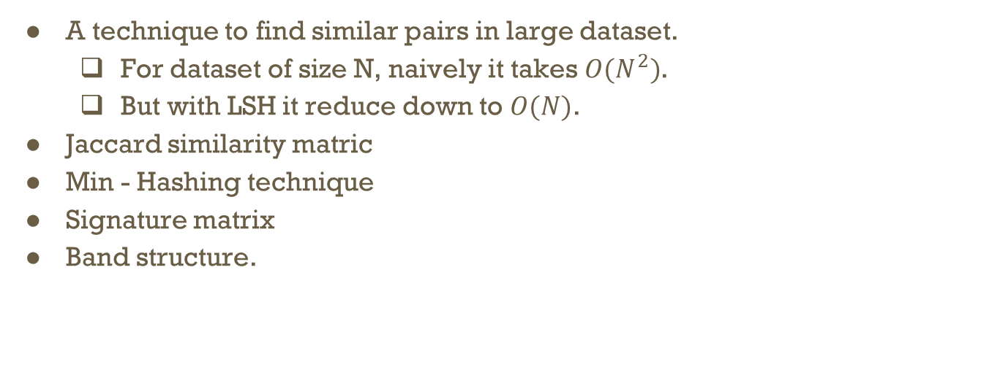 ● A technique to find similar pairs in large dataset.
❑ For dataset of size N, naively it takes O(N²).
❑ But with LSH it reduce down to O(N).
● Jaccard similarity matric
● Min - Hashing technique
● Signature matrix
● Band structure.